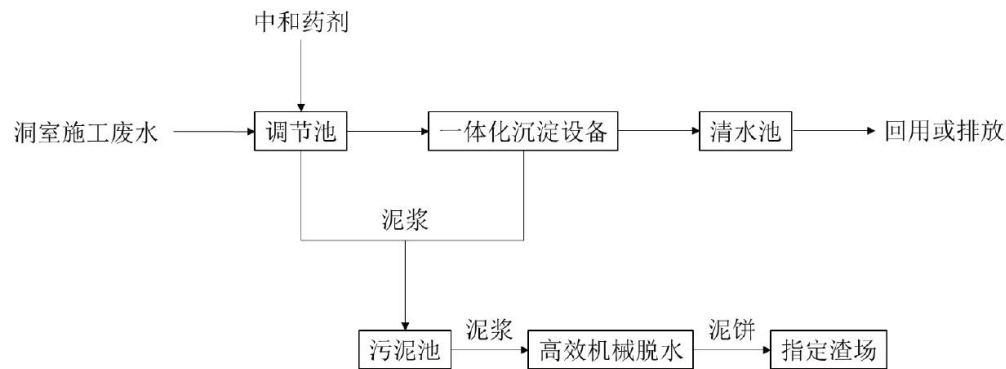 中和药剂
洞室施工废水
调节池
一体化沉淀设备
清水池
回用或排放
泥浆
污泥池
泥浆
高效机械脱水
泥饼
指定渣场